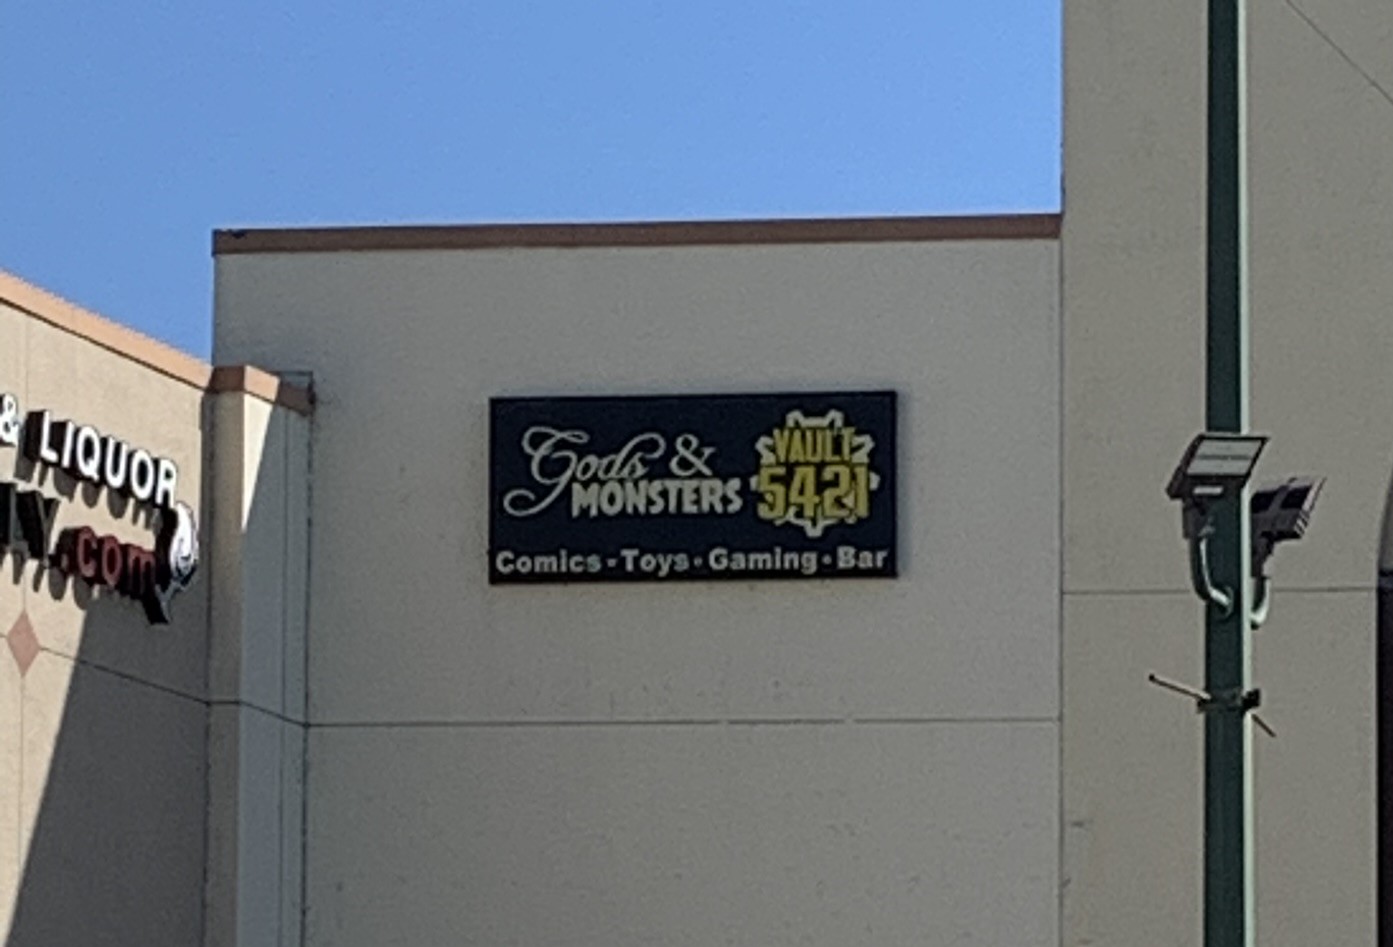 & LIQUOR
.com
Gods &
MONSTERS
VAULT
5421
Comics • Toys • Gaming • Bar